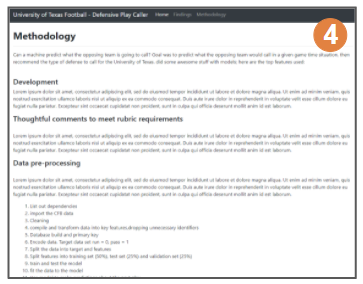 University of Texas Football - Defensive Play Caller Home Findings Methodology
4
Methodology
Can a machine predict what the opposing team is going to call? Goal was to predict what the opposing team would call in a given game time situation. then
recommend the type of defense to call for the University of Texas. did some awesome stuff with models here are the top features used:
Development
Lorem ipsum dolor sit amet, consectetur adipiscing elit, sed do eiusmod tempor incididunt ut labore et dolore magna aliqua. Ut enim ad minim veniam, quis
nostrud exercitation ullamco laboris nisi ut aliquip ex ea commodo consequat. Duis aute irure dolor in reprehenderit in voluptate velit esse cillum dolore eu
fugiat nulla pariatur. Excepteur sint occaecat cupidatat non proident, sunt in culpa qui officia deserunt mollit anim id est laborum.
Thoughtful comments to meet rubric requirements
Lorem ipsum dolor sit amet, consectetur adipiscing elit, sed do eiusmod tempor incididunt ut labore et dolore magna aliqua. Ut enim ad minim veniam, quis
nostrud exercitation ullamco laboris nisi ut aliquip ex ea commodo consequat. Duis aute irure dolor in reprehenderit in voluptate velit esse cillum dolore eu
fugiat nulla pariatur. Excepteur sint occaecat cupidatat non proident, sunt in culpa qui officia deserunt mollit anim id est laborum.
Data pre-processing
Lorem ipsum dolor sit amet, consectetur adipiscing elit, sed do eiusmod tempor incididunt ut labore et dolore magna aliqua. Ut enim ad minim veniam, quis
nostrud exercitation ullamco laboris nisi ut aliquip ex ea commodo consequat. Duis aute irure dolor in reprehenderit in voluptate velit esse cillum dolore eu
fugiat nulla pariatur. Excepteur sint occaecat cupidatat non proident, sunt in culpa qui officia deserunt mollit anim id est laborum.
1. List out dependencies
2. import the CFB data
3. Cleaning
4. compile and transform data into key features,dropping unnecessary identifiers
5. Database build and primary key
6. Encode data. Target data set run = 0, pass = 1
7. Split the data into target and features
8. Split features into training set (50%), test set (25%) and validation set (25%)
9. train and test the model
10. fit the data to the model